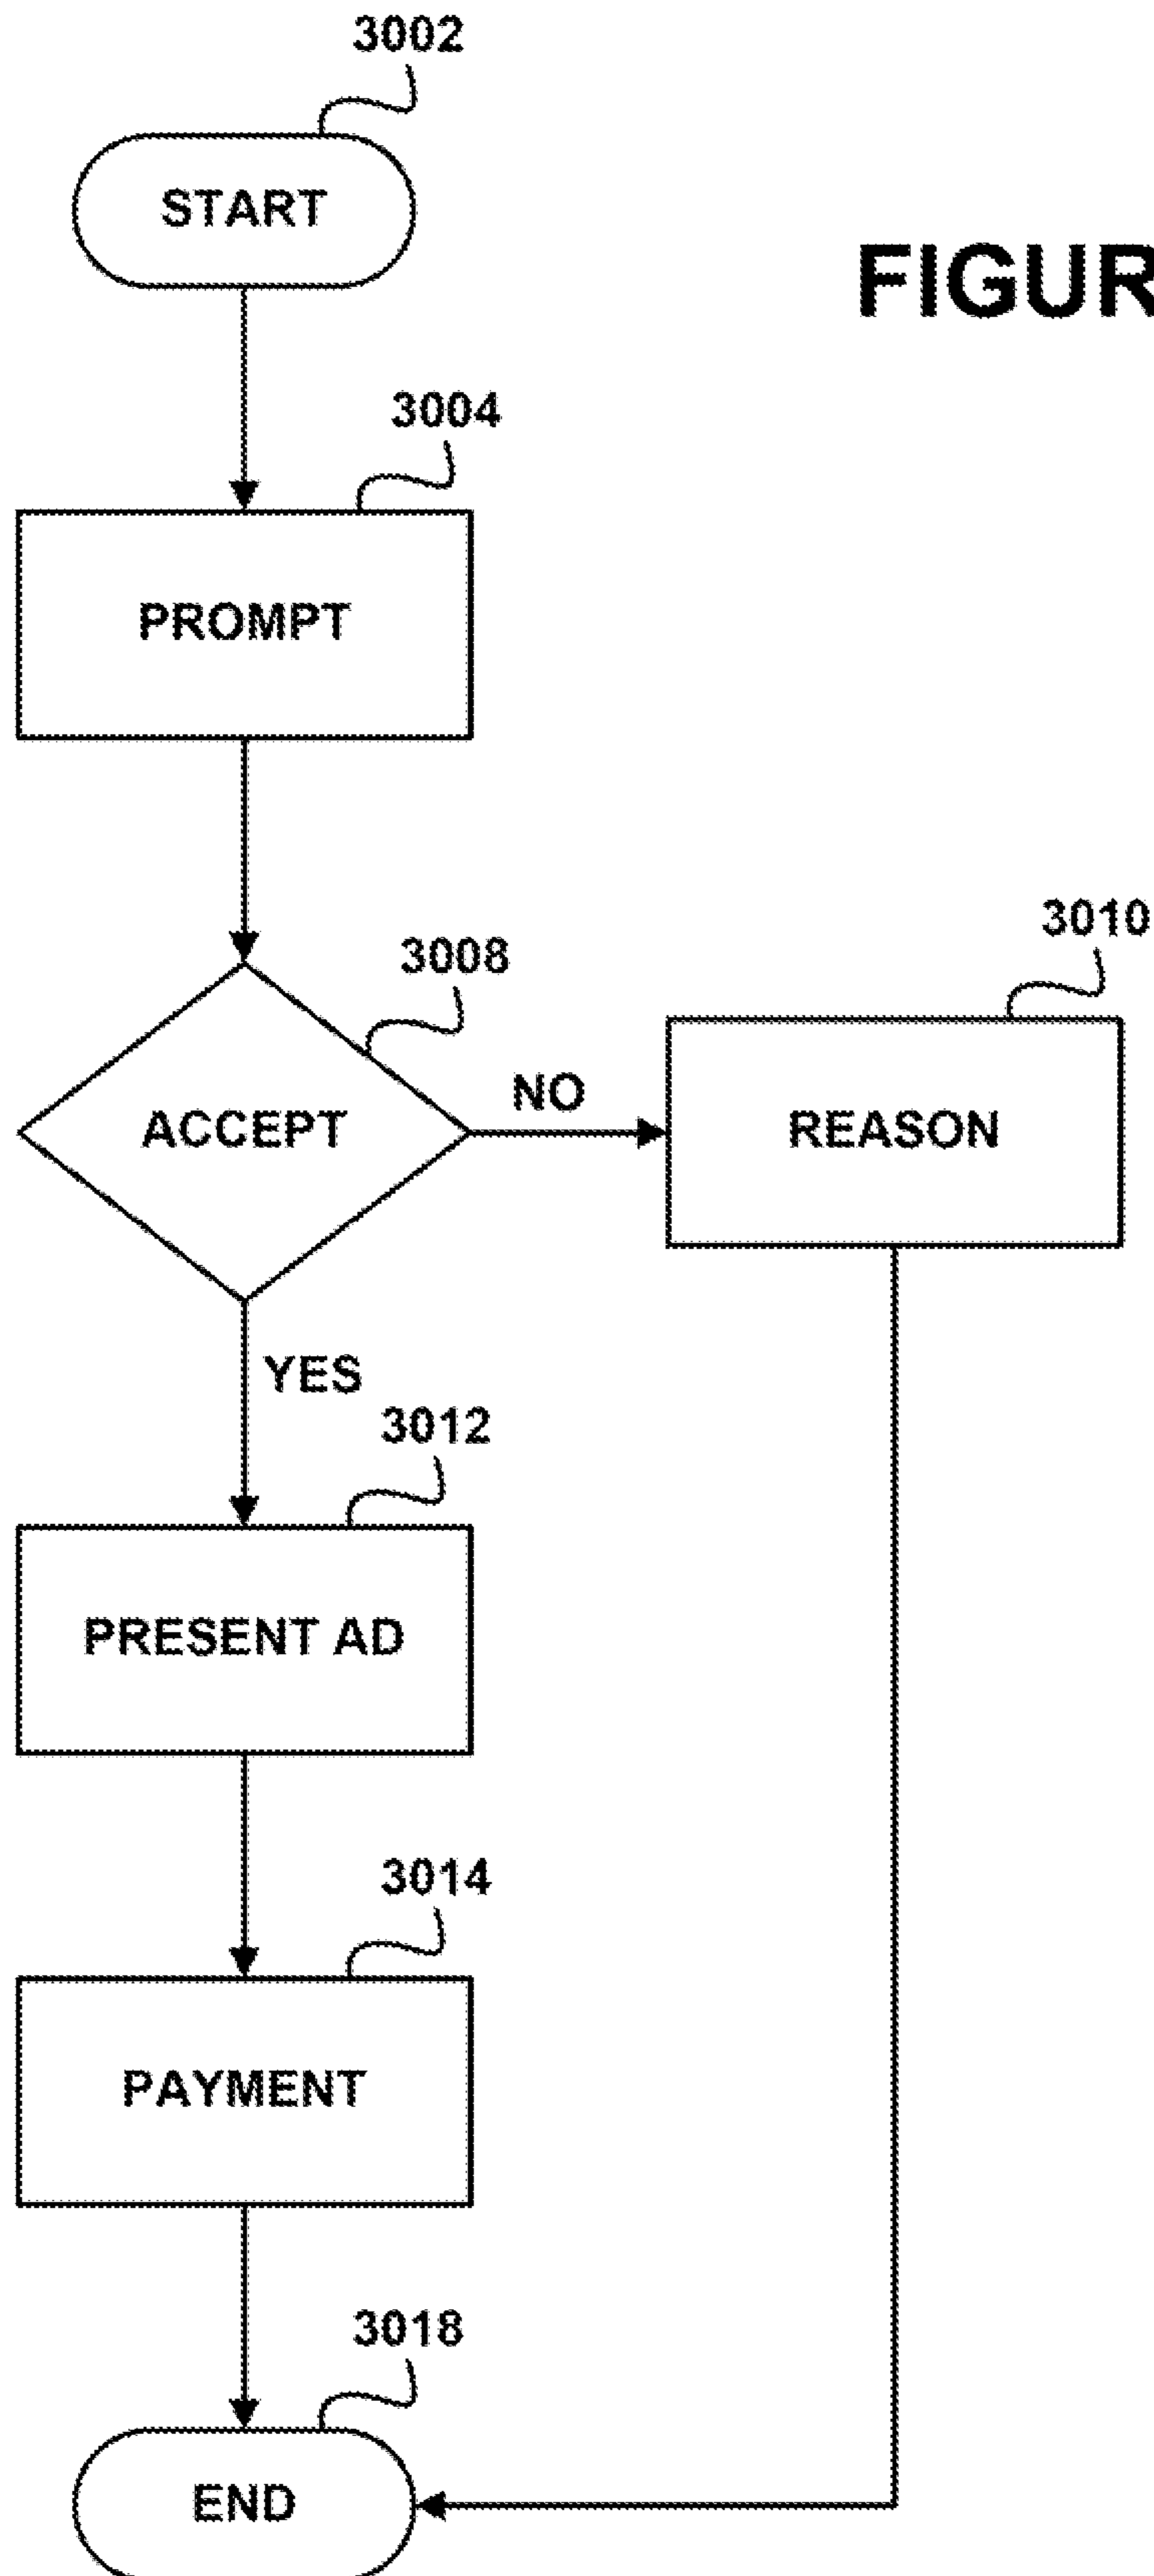 3002
START
FIGUR
3004
PROMPT
3010
3008
NO
ACCEPT
REASON
YES
3012
PRESENT AD
3014
PAYMENT
3018
END